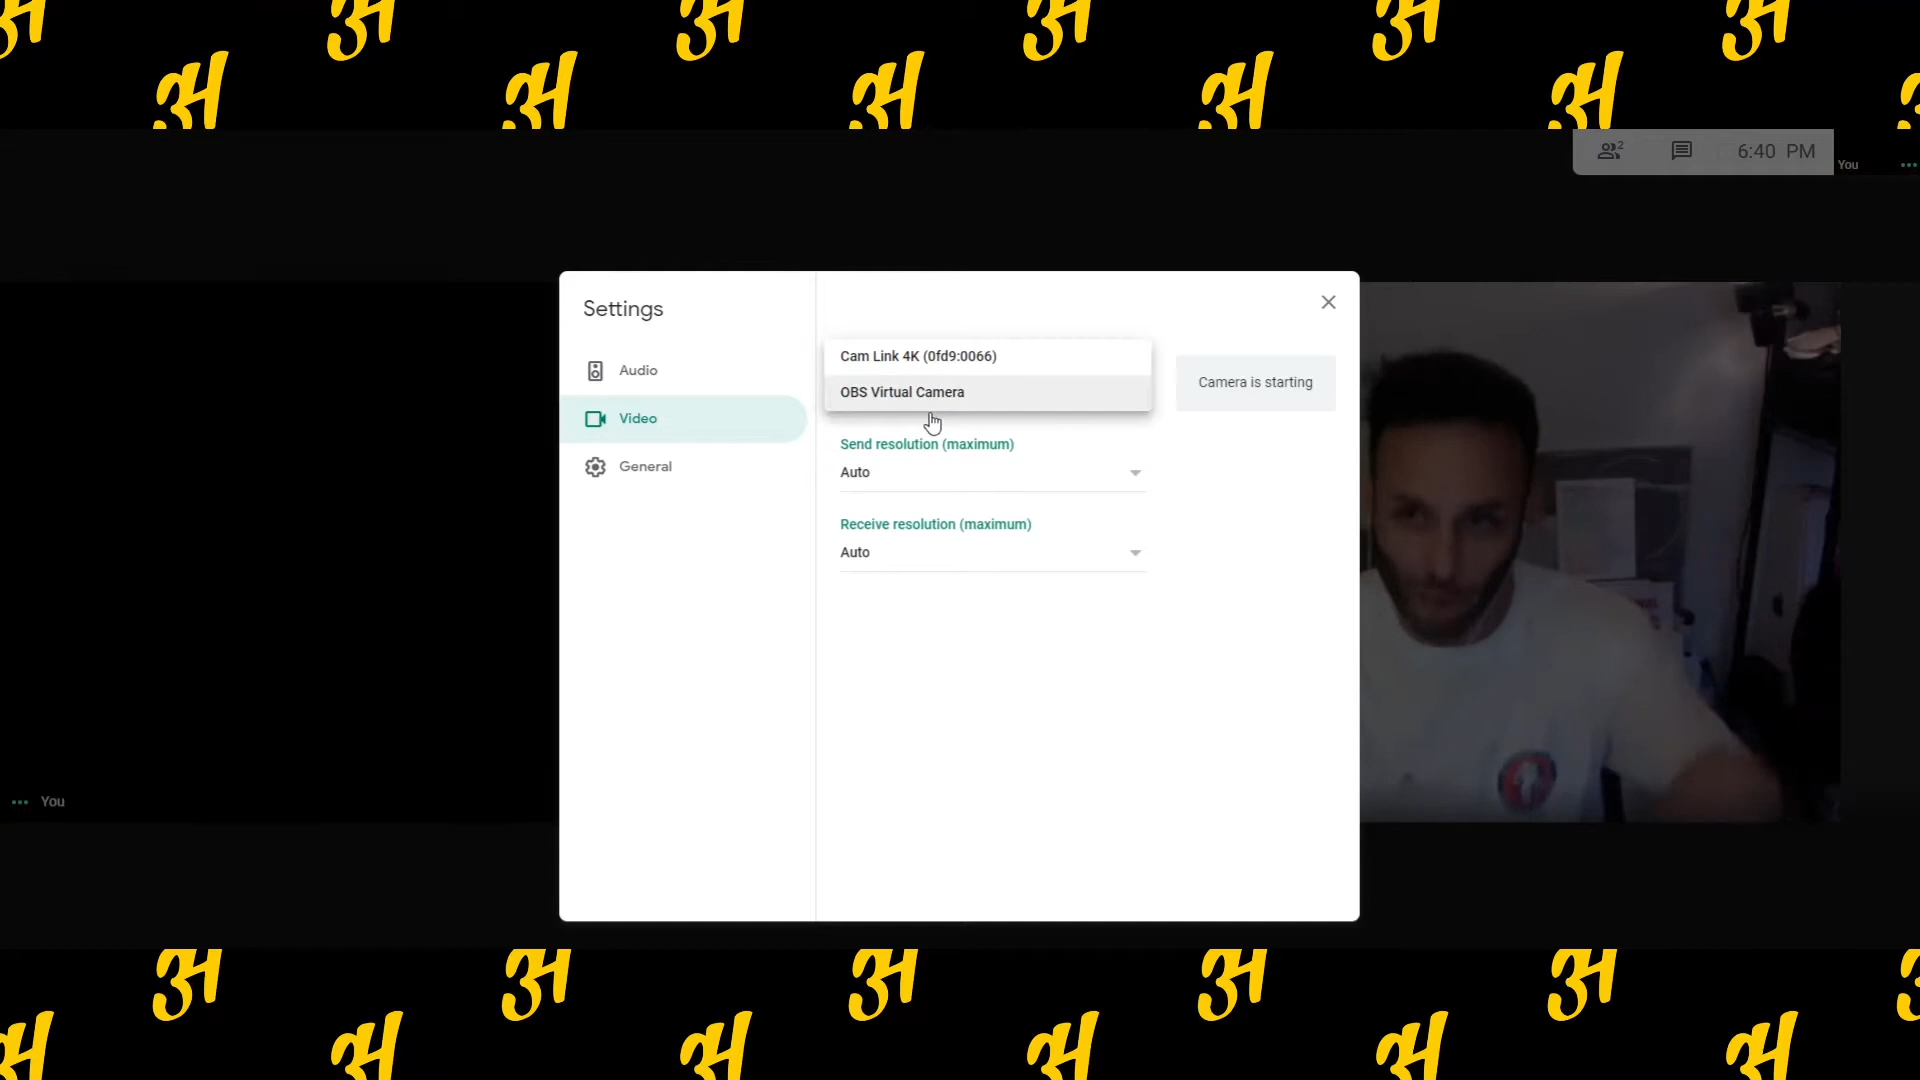 2
6:40 PM
You
Settings
Audio
Video
General
Cam Link 4K (0fd9:0066)
OBS Virtual Camera
Camera is starting
Send resolution (maximum)
Auto
Receive resolution (maximum)
Auto
You